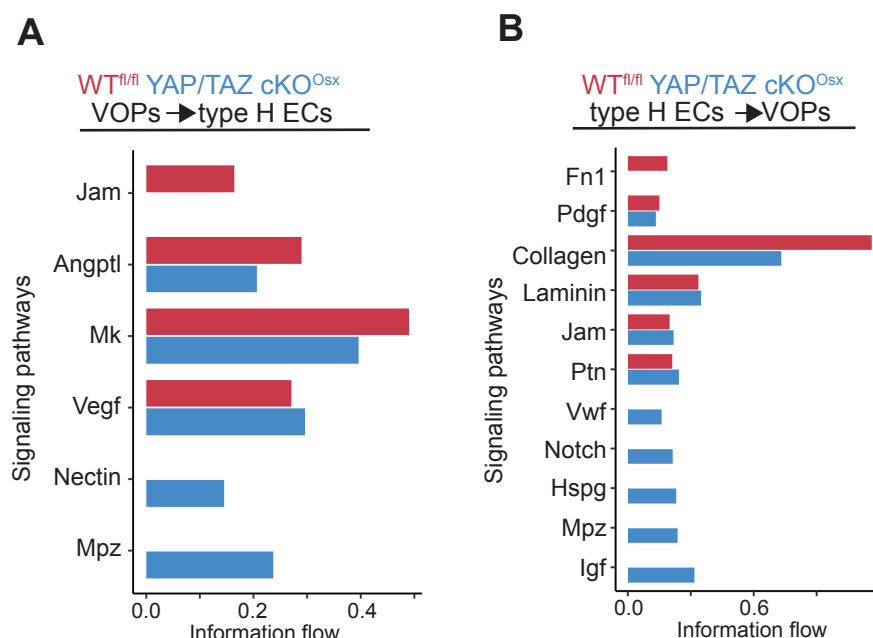 A
WTfl/fl YAP/TAZ cKOOsx
VOPs → type H ECs
Signaling pathways
Jam
Angptl
Mk
Vegf
Nectin
Mpz
0.0 0.2 0.4
Information flow
B
WTfl/fl YAP/TAZ cKOOsx
type H ECs → VOPs
Signaling pathways
Fn1
Pdgf
Collagen
Laminin
Jam
Ptn
Vwf
Notch
Hspg
Mpz
Igf
0.0 0.6
Information flow